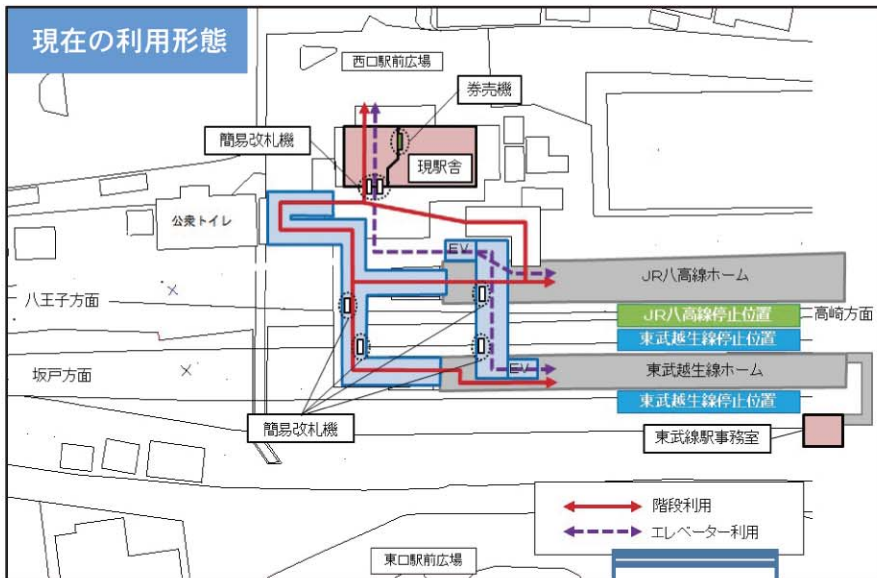 現在の利用形態
西口駅前広場
券売機
簡易改札機
現駅舎
公衆トイレ
EV
JR八高線ホーム
八王子方面
JR八高線停止位置
高崎方面
東武越生線停止位置
坂戸方面
東武越生線ホーム
EV
東武越生線停止位置
簡易改札機
東武線駅事務室
階段利用
エレベーター利用
東口駅前広場